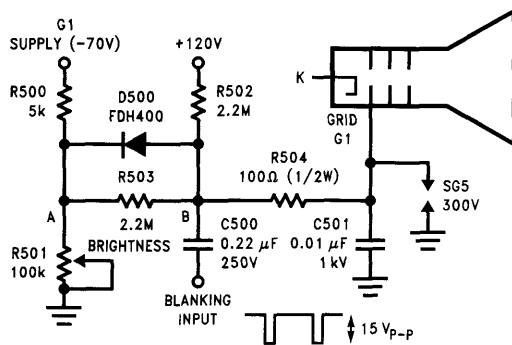 G1
SUPPLY (-70V)
+120V
R500
5k
D500
FDH400
R502
2.2M
K
GRID
G1
R504
100Ω (1/2W)
R503
2.2M
A
B
SG5
300V
R501
100k
BRIGHTNESS
C500
0.22 μF
250V
C501
0.01 μF
1 kV
BLANKING
INPUT
15 VP-P